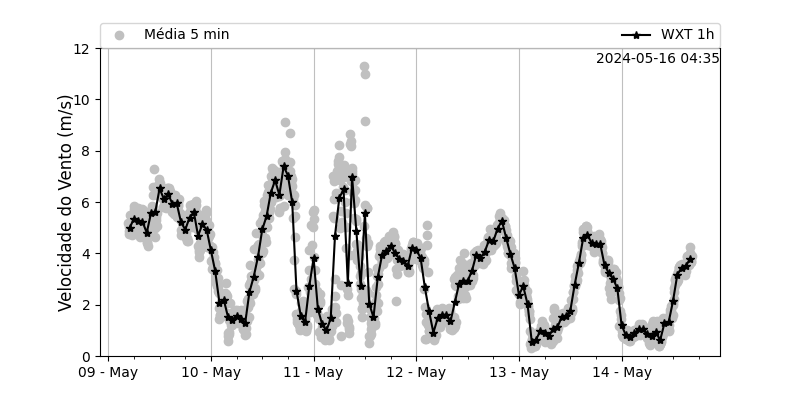 Média 5 min
WXT 1h
2024-05-16 04:35
Velocidade do Vento (m/s)
12
10
8
6
4
2
0
09 - May
10 - May
11 - May
12 - May
13 - May
14 - May